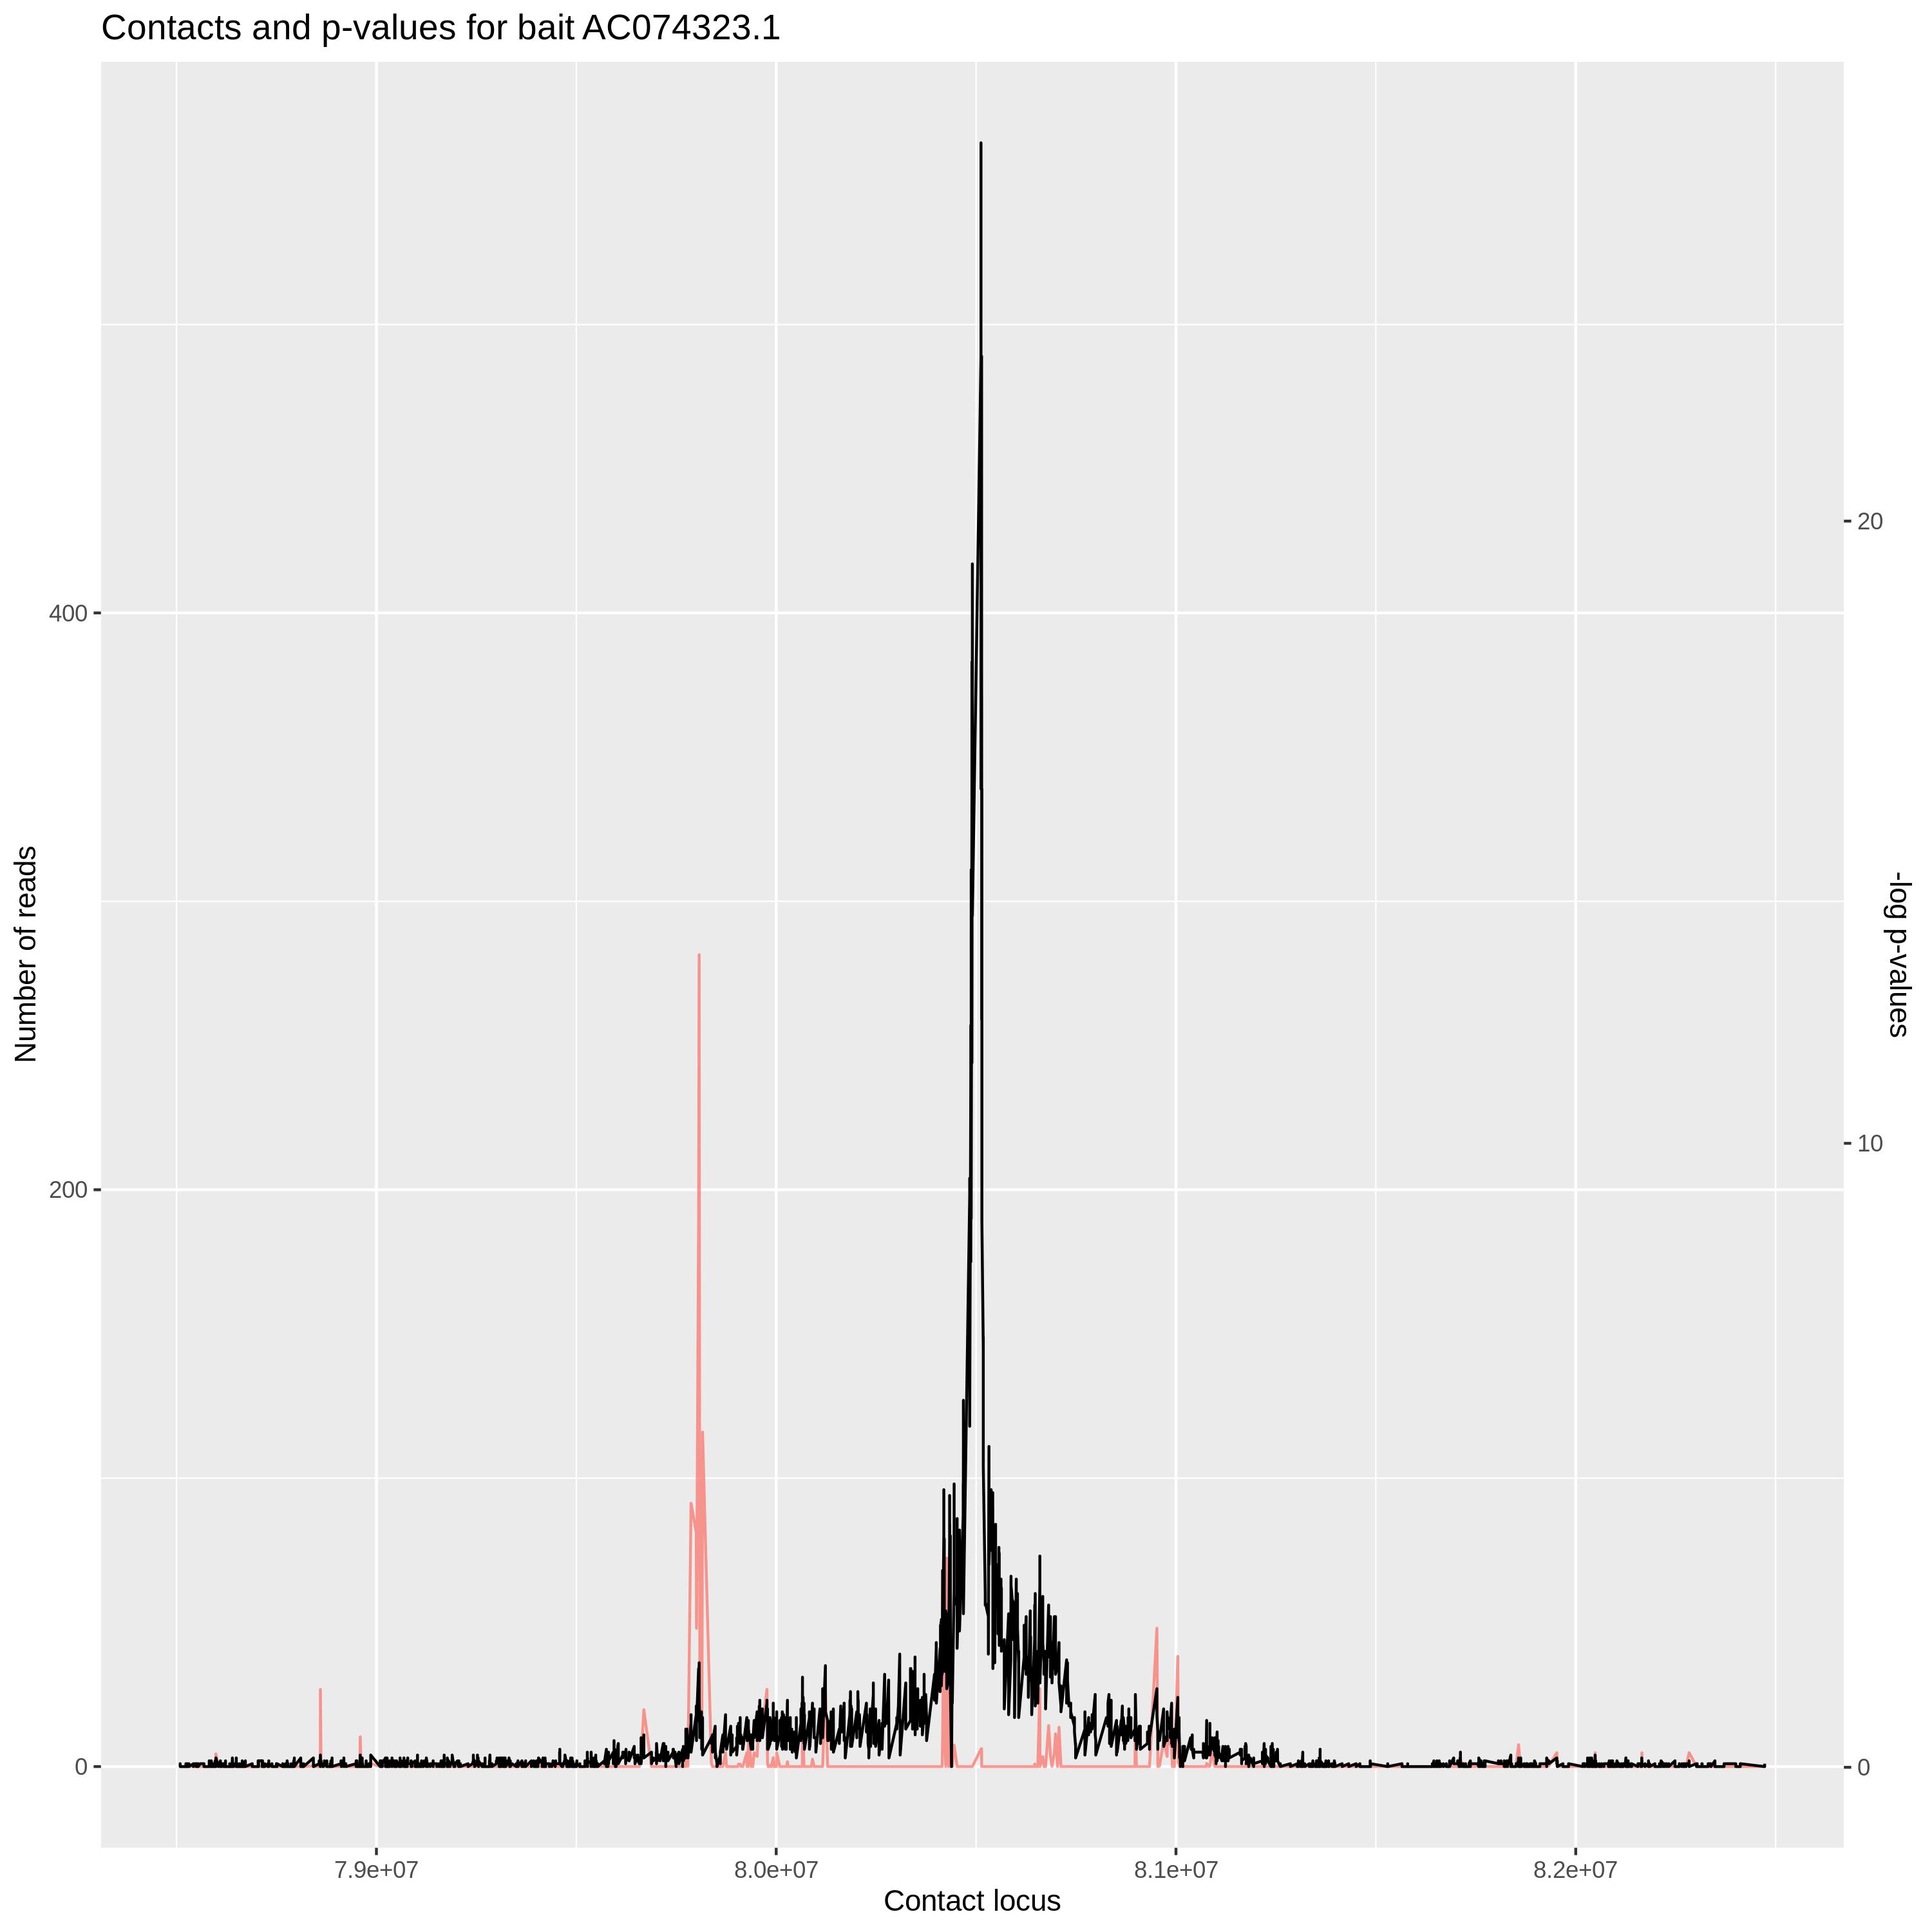 Contacts and p-values for bait AC074323.1
Number of reads
400
200
0
20
10
0
-log p-values
7.9e+07 8.0e+07 8.1e+07 8.2e+07
Contact locus